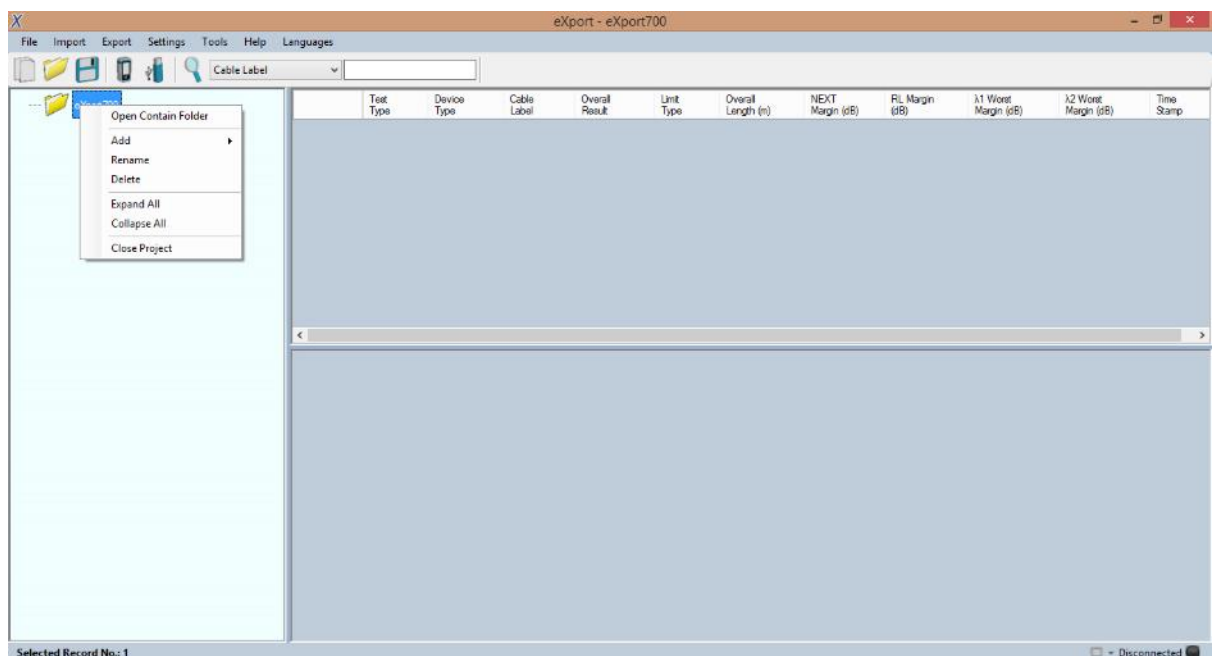 X eXport - eXport700
File Import Export Settings Tools Help Languages
Cable Label
eXport700
Test Type Device Type Cable Label Overall Result Limit Type Overall Length (m) NEXT Margin (dB) RL Margin (dB) λ1 Worst Margin (dB) λ2 Worst Margin (dB) Time Stamp
Open Contain Folder
Add
Rename
Delete
Expand All
Collapse All
Close Project
Selected Record No.: 1
Disconnected